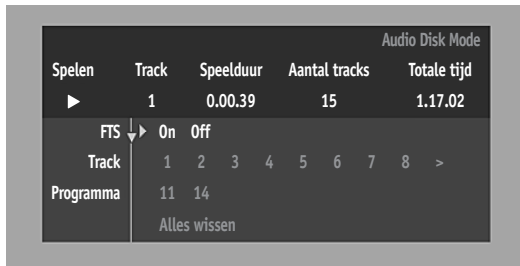 Audio Disk Mode
Spelen Track Speelduur Aantal tracks Totale tijd
1 0.00.39 15 1.17.02
FTS On Off
Track 1 2 3 4 5 6 7 8 >
Programma 11 14
Alles wissen